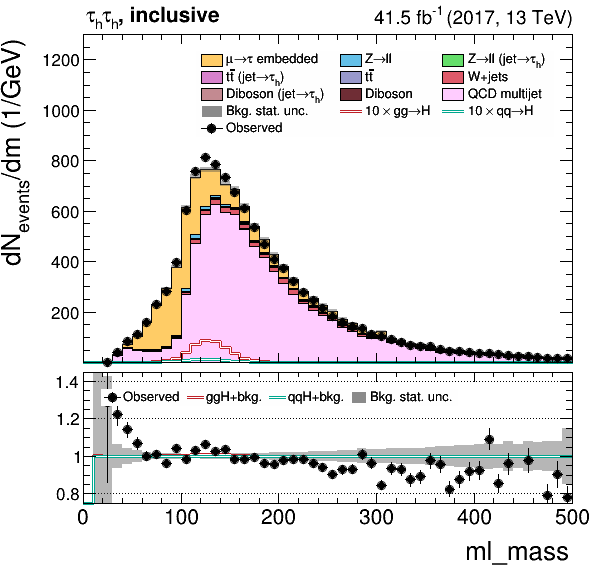 τhτh, inclusive 41.5 fb⁻¹ (2017, 13 TeV)
dNevents/dm (1/GeV)
1200
1000
800
600
400
200
μ→τ embedded Z→ll Z→ll (jet→τh)
tt̄ (jet→τh) tt̄ W+jets
Diboson (jet→τh) Diboson QCD multijet
Bkg. stat. unc. 10×gg→H 10×qq→H
Observed
1.4
1.2
1
0.8
Observed ggH+bkg. qqH+bkg. Bkg. stat. unc.
0 100 200 300 400 500
ml_mass